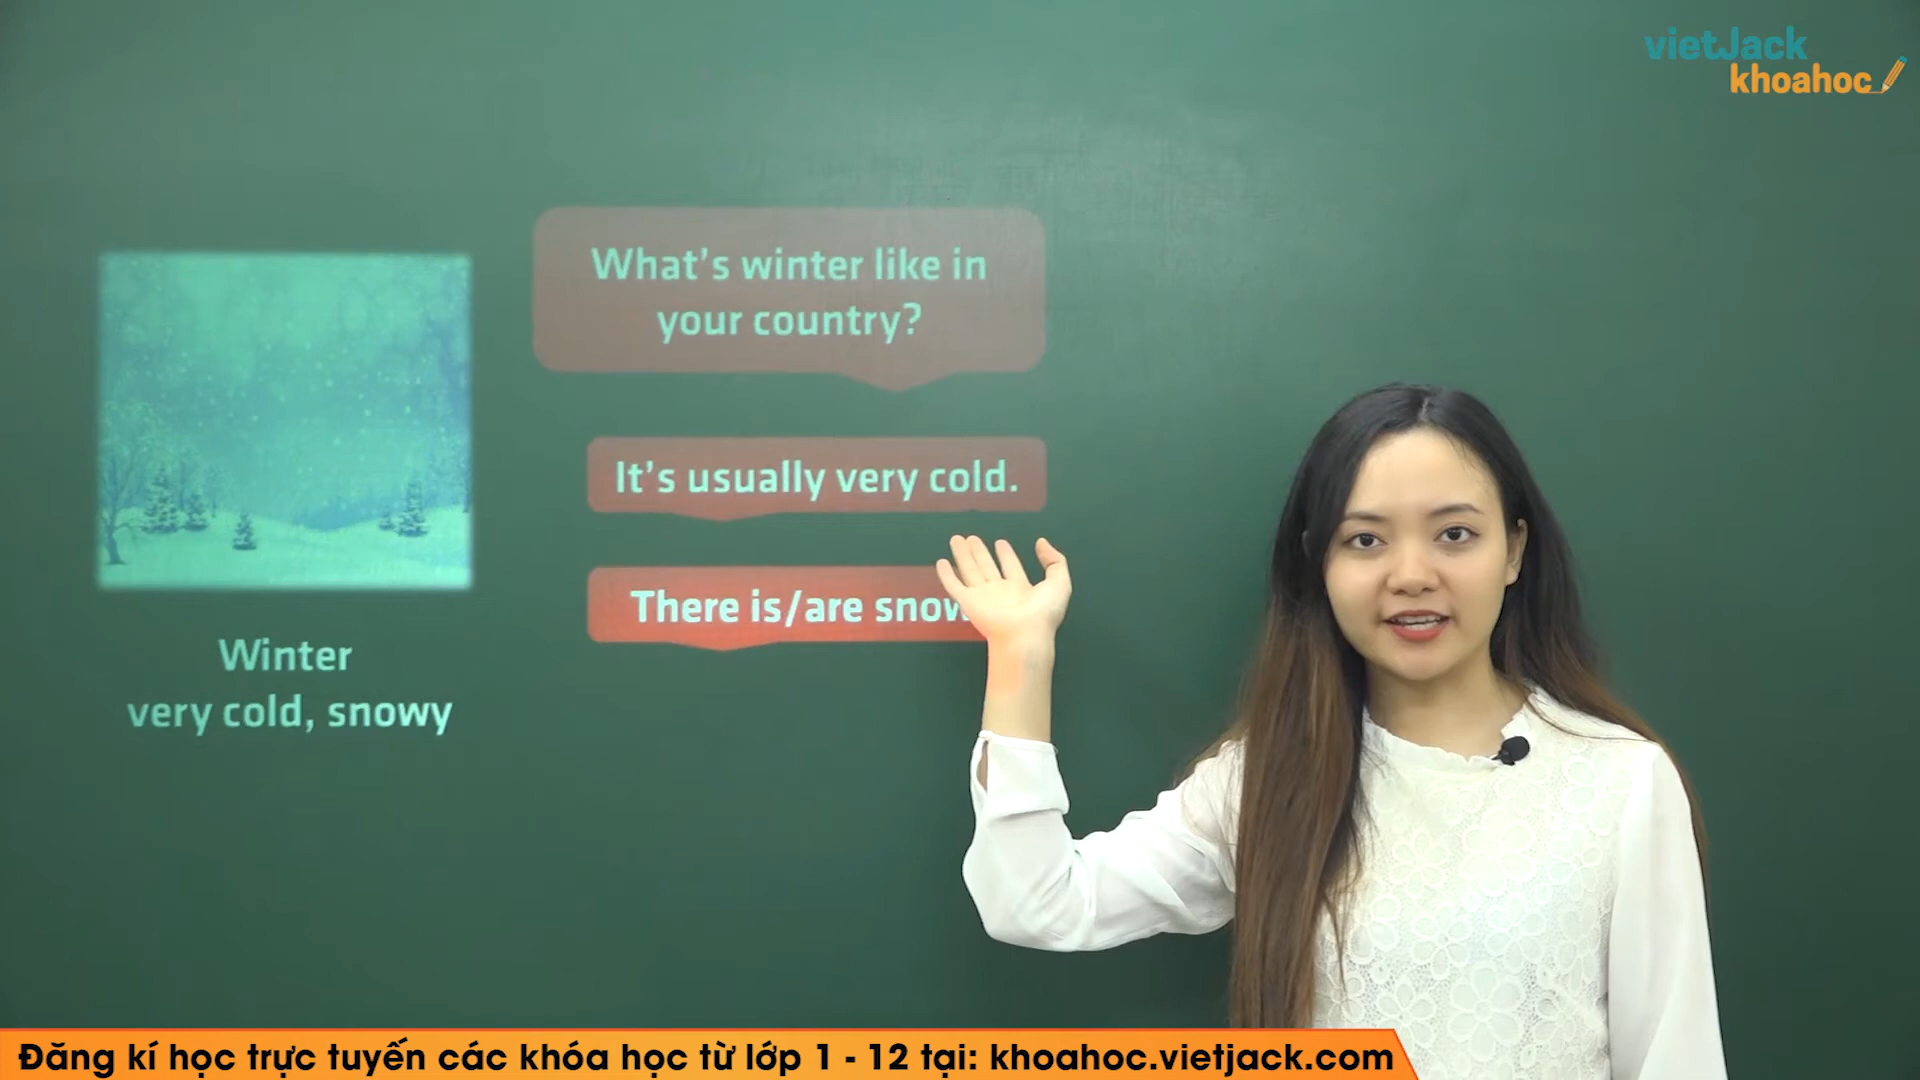 vietJack
khoahoc
What's winter like in
your country?
It's usually very cold.
There is/are
Winter
very cold, snowy
Đăng kí học trực tuyến các khóa học từ lớp 1 - 12 tại: khoahoc.vietjack.com